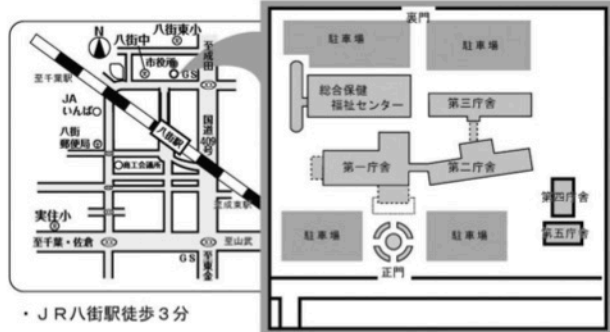 N
八街東小
八街中
市役所
GS
至成田
至千葉駅
JA
いんば
八街
郵便局
八街駅
国道409号
商工会議所
至成東駅
実住小
至千葉・佐倉
至山武
GS
至東金
・JR八街駅徒歩3分
裏門
駐車場
駐車場
総合保健
福祉センター
第三庁舎
第一庁舎
第二庁舎
第四庁舎
第五庁舎
駐車場
駐車場
正門